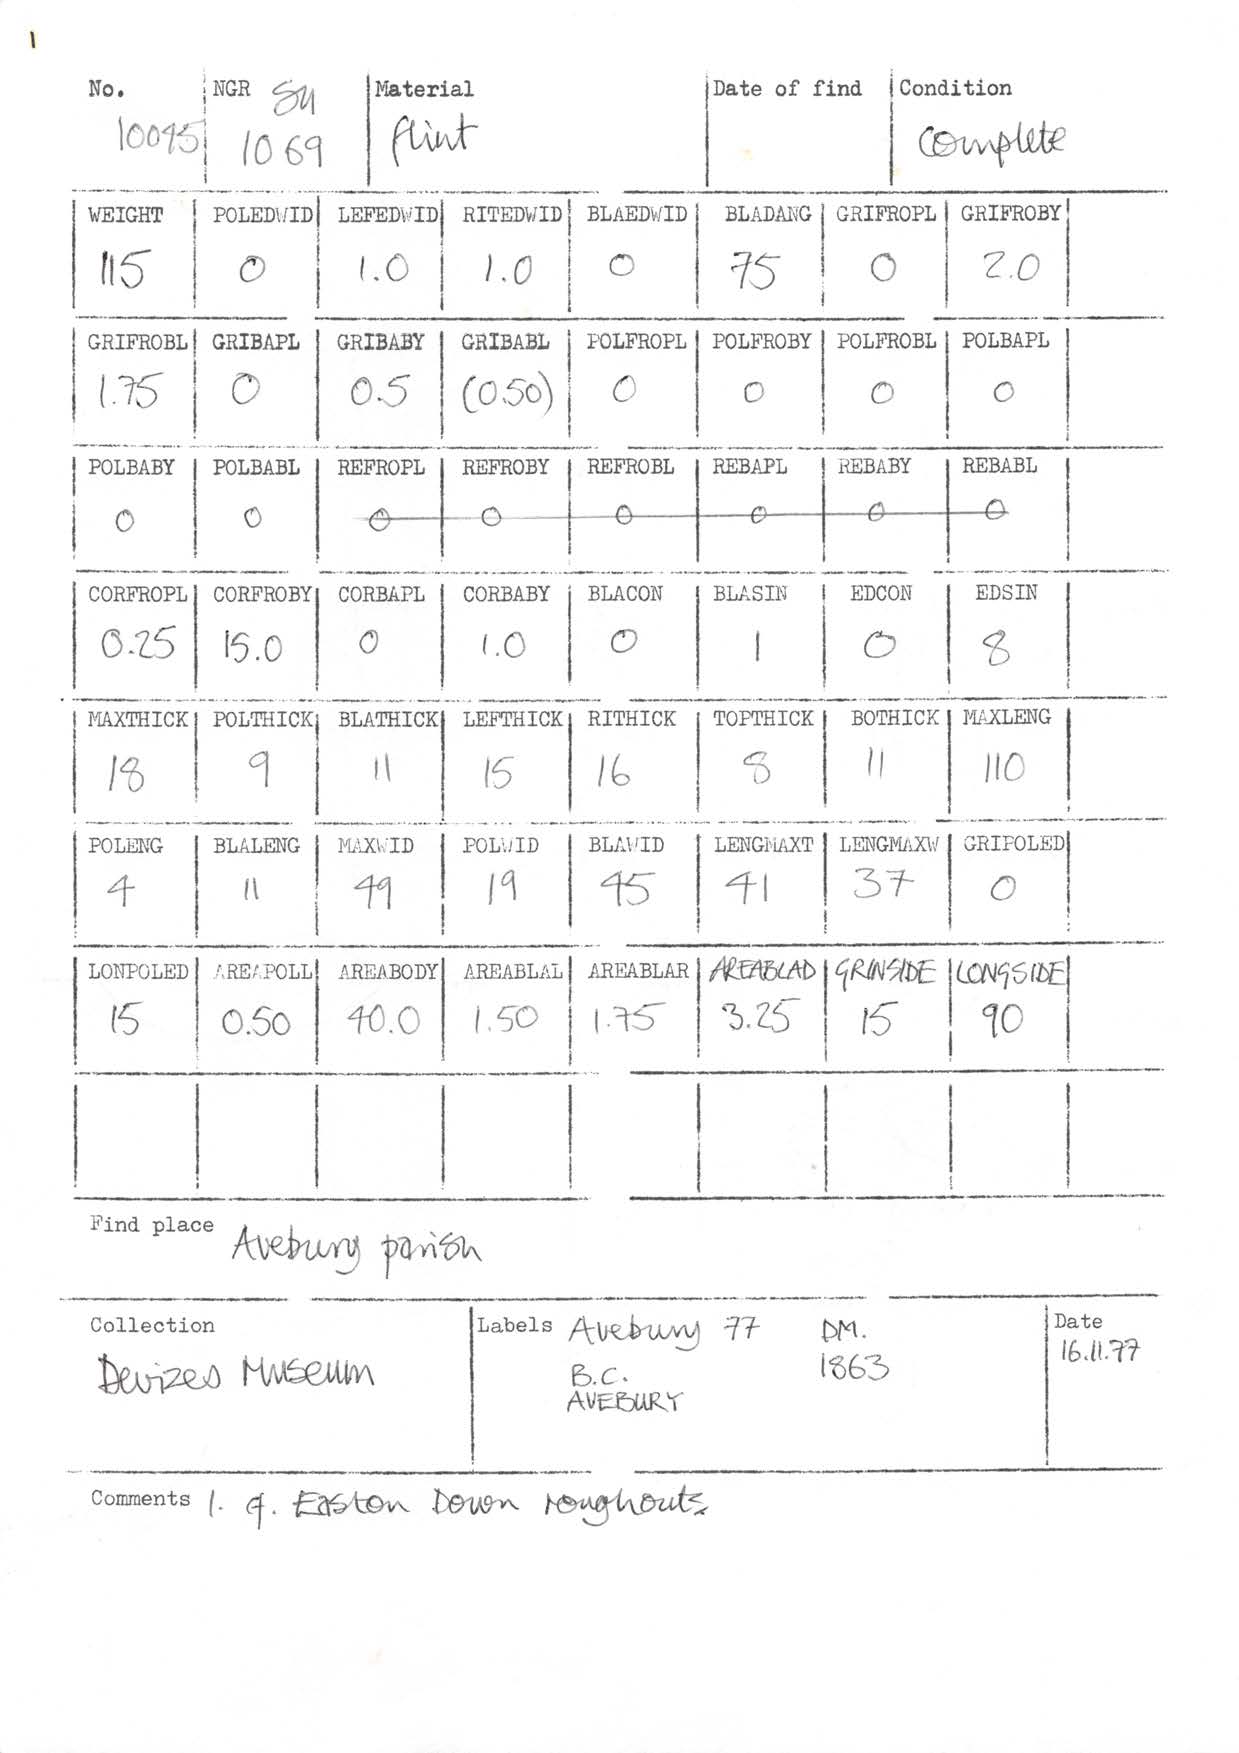 1
No. NGR SU Material Date of find Condition
10045 1069 flint complete
WEIGHT POLEDWID LEFEDWID RITEDWID BLAEDWID BLADANG GRIFROPL GRIFROBY
115 0 1.0 1.0 0 75 0 2.0
GRIFROBL GRIBAPL GRIBABY GRIBABL POLFROPL POLFROBY POLFROBL POLBAPL
1.75 0 0.5 (0.50) 0 0 0 0
POLBABY POLBABL REFROPL REFROBY REFROBL REBAPL REBABY REBABL
0 0 0 0 0 0 0 0
CORFROPL CORFROBY CORBAPL CORBABY BLACON BLASIN EDCON EDSIN
0.25 15.0 0 1.0 0 1 0 8
MAXTHICK POLTHICK BLATHICK LEFTHICK RITHICK TOPTHICK BOTHICK MAXLENG
18 9 11 15 16 8 11 110
POLENG BLALENG MAXWID POLWID BLAWID LENGMAXT LENGMAXW GRIPOLED
4 11 49 19 45 41 37 0
LONPOLED AREAPOLL AREABODY AREABLAL AREABLAR AREABLAD GRINSIDE LONGSIDE
15 0.50 40.0 1.50 1.75 3.25 15 90
Find place Avebury parish
Collection Labels Avebury 77 DM. Date
Devizes Museum B.C. 1863 16.11.77
AVEBURY
Comments 1. cf. Easton Down roughouts.